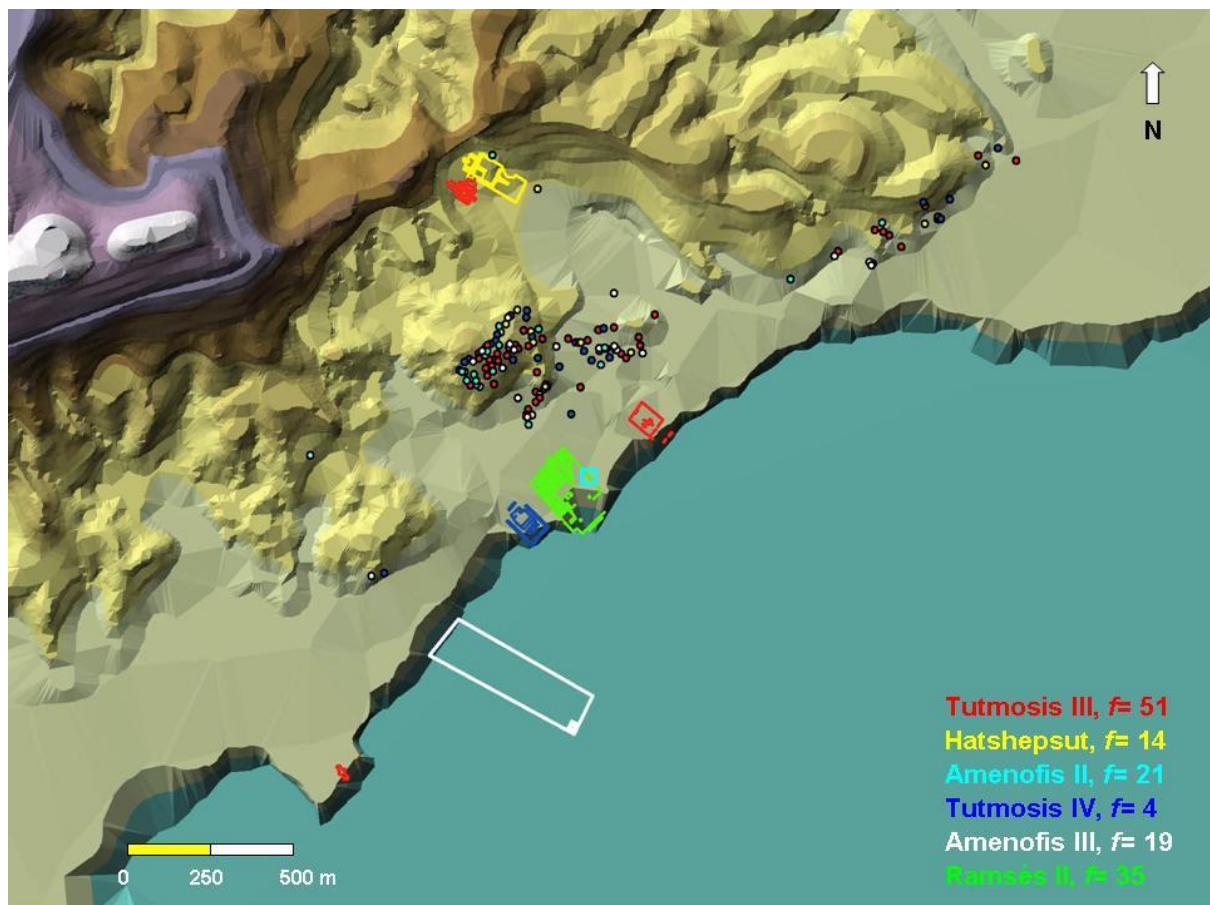 N
Tutmosis III, f= 51
Hatshepsut, f= 14
Amenofis II, f= 21
Tutmosis IV, f= 4
Amenofis III, f= 19
Ramsés II, f= 35
0 250 500 m